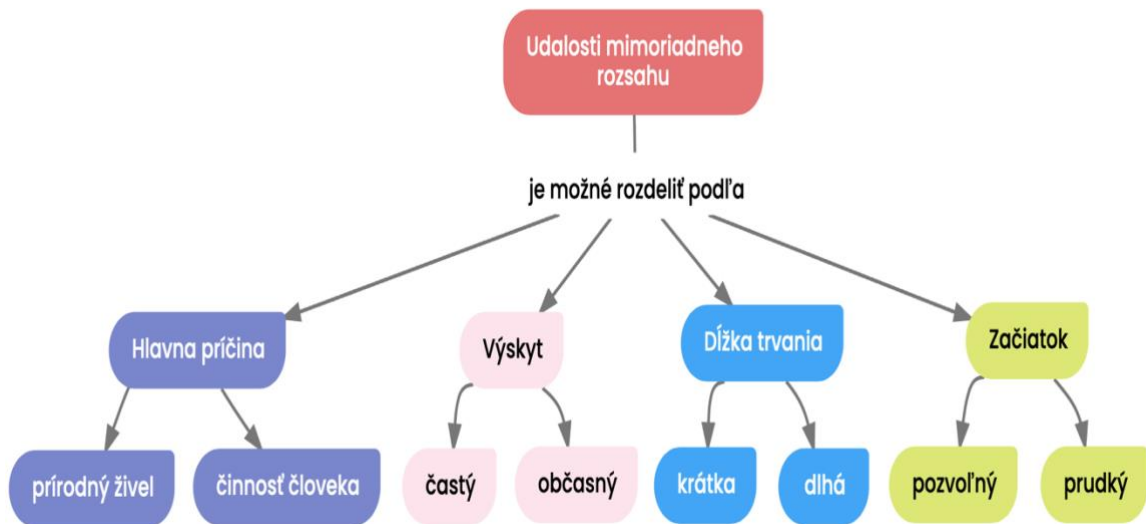 Udalosti mimoriadneho
rozsahu
je možné rozdeliť podľa
Hlavna príčina
Výskyt
Dĺžka trvania
Začiatok
prírodný živel
činnosť človeka
častý
občasný
krátka
dlhá
pozvoľný
prudký